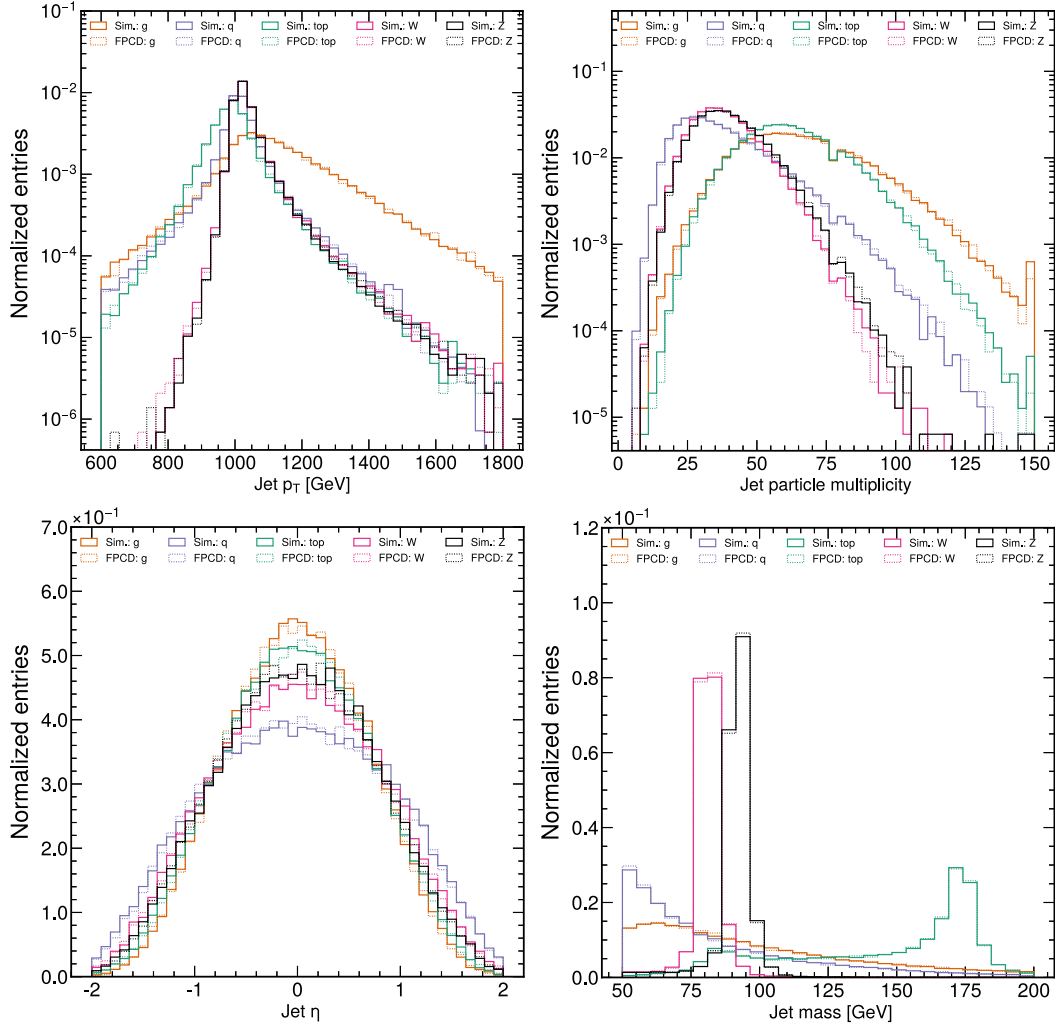 Sim.: g Sim.: q Sim.: top Sim.: W Sim.: Z
FPCD: g FPCD: q FPCD: top FPCD: W FPCD: Z
10⁻¹
10⁻²
10⁻³
10⁻⁴
10⁻⁵
10⁻⁶
Normalized entries
600 800 1000 1200 1400 1600 1800
Jet p_T [GeV]
Sim.: g Sim.: q Sim.: top Sim.: W Sim.: Z
FPCD: g FPCD: q FPCD: top FPCD: W FPCD: Z
10⁻¹
10⁻²
10⁻³
10⁻⁴
10⁻⁵
Normalized entries
0 25 50 75 100 125 150
Jet particle multiplicity
×10⁻¹
Sim.: g Sim.: q Sim.: top Sim.: W Sim.: Z
FPCD: g FPCD: q FPCD: top FPCD: W FPCD: Z
7.0
6.0
5.0
4.0
3.0
2.0
1.0
0.0
Normalized entries
-2 -1 0 1 2
Jet η
×10⁻¹
Sim.: g Sim.: q Sim.: top Sim.: W Sim.: Z
FPCD: g FPCD: q FPCD: top FPCD: W FPCD: Z
1.2
1.0
0.8
0.6
0.4
0.2
0.0
Normalized entries
50 75 100 125 150 175 200
Jet mass [GeV]